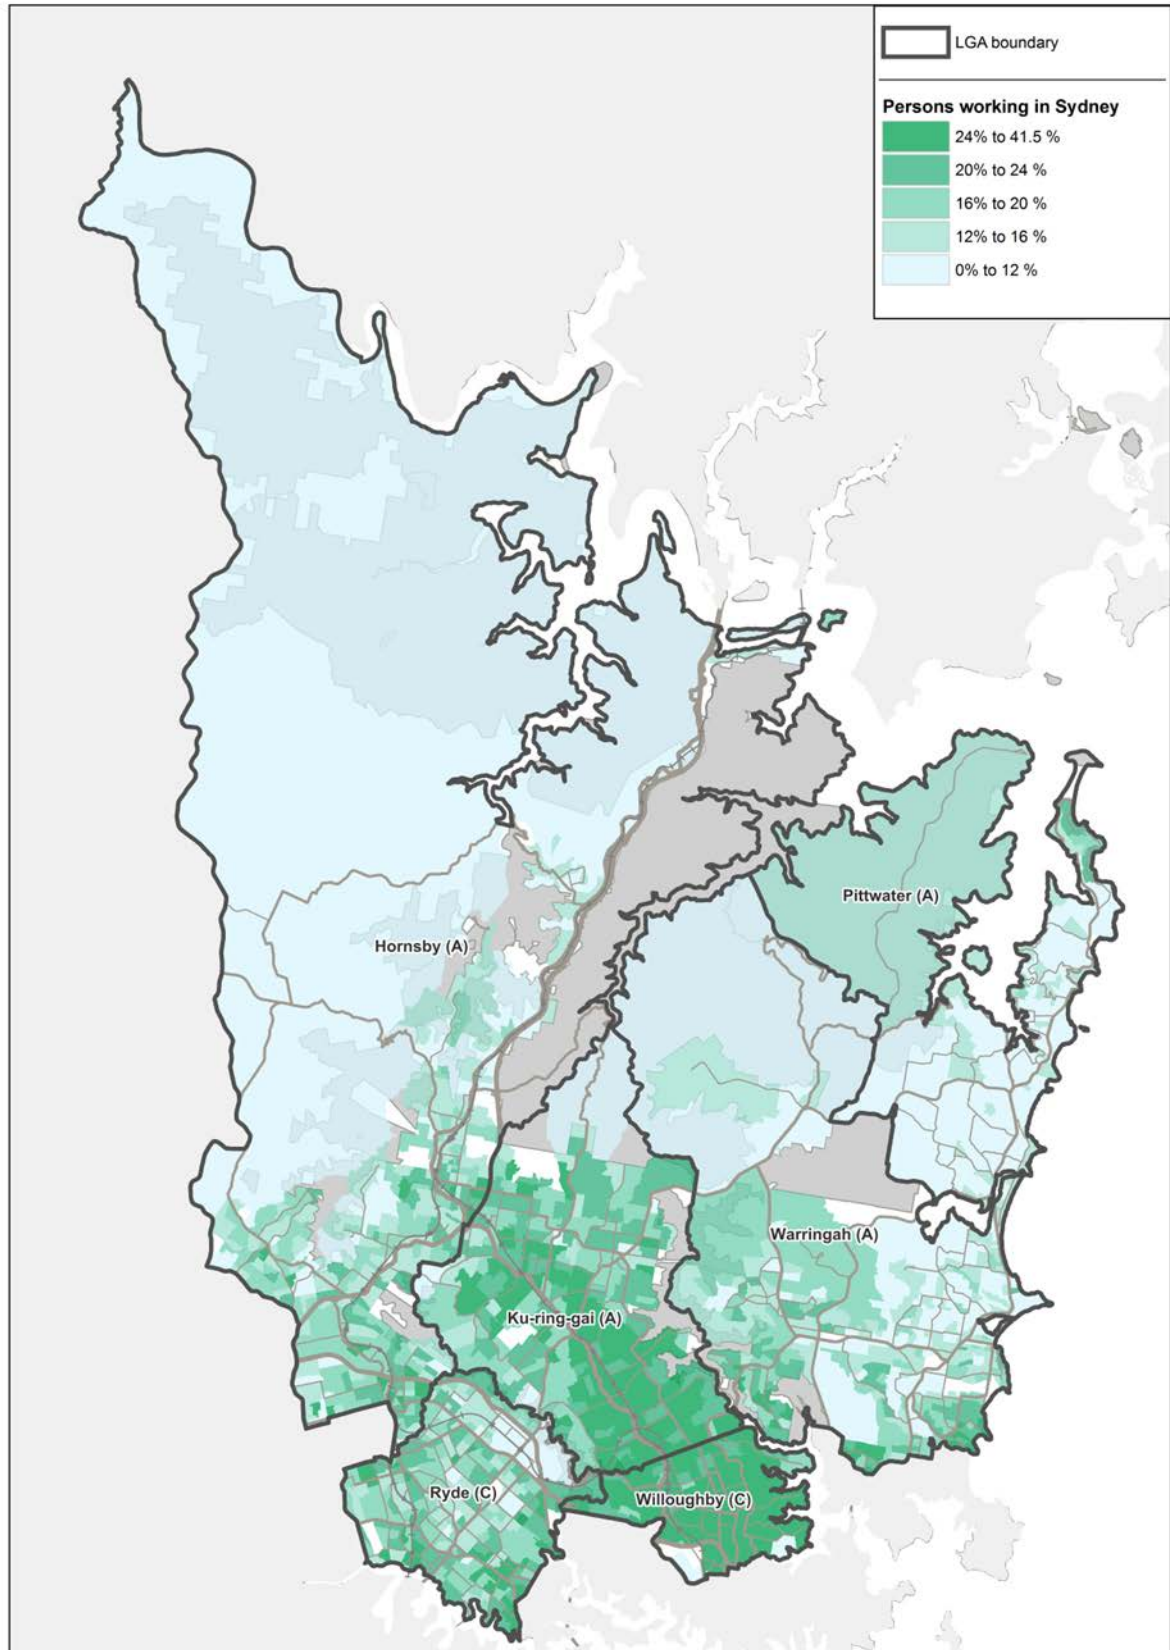 LGA boundary
Persons working in Sydney
24% to 41.5 %
20% to 24 %
16% to 20 %
12% to 16 %
0% to 12 %
Pittwater (A)
Hornsby (A)
Warringah (A)
Ku-ring-gai (A)
Ryde (C)
Willoughby (C)